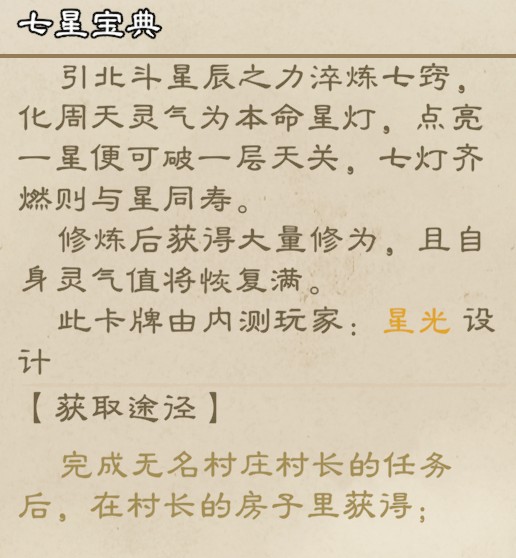 七星宝典
引北斗星辰之力淬炼七窍，
化周天灵气为本命星灯，点亮
一星便可破一层天关，七灯齐
燃则与星同寿。
修炼后获得大量修为，且自
身灵气值将恢复满。
此卡牌由内测玩家：星光 设
计
【获取途径】
完成无名村庄村长的任务
后，在村长的房子里获得；